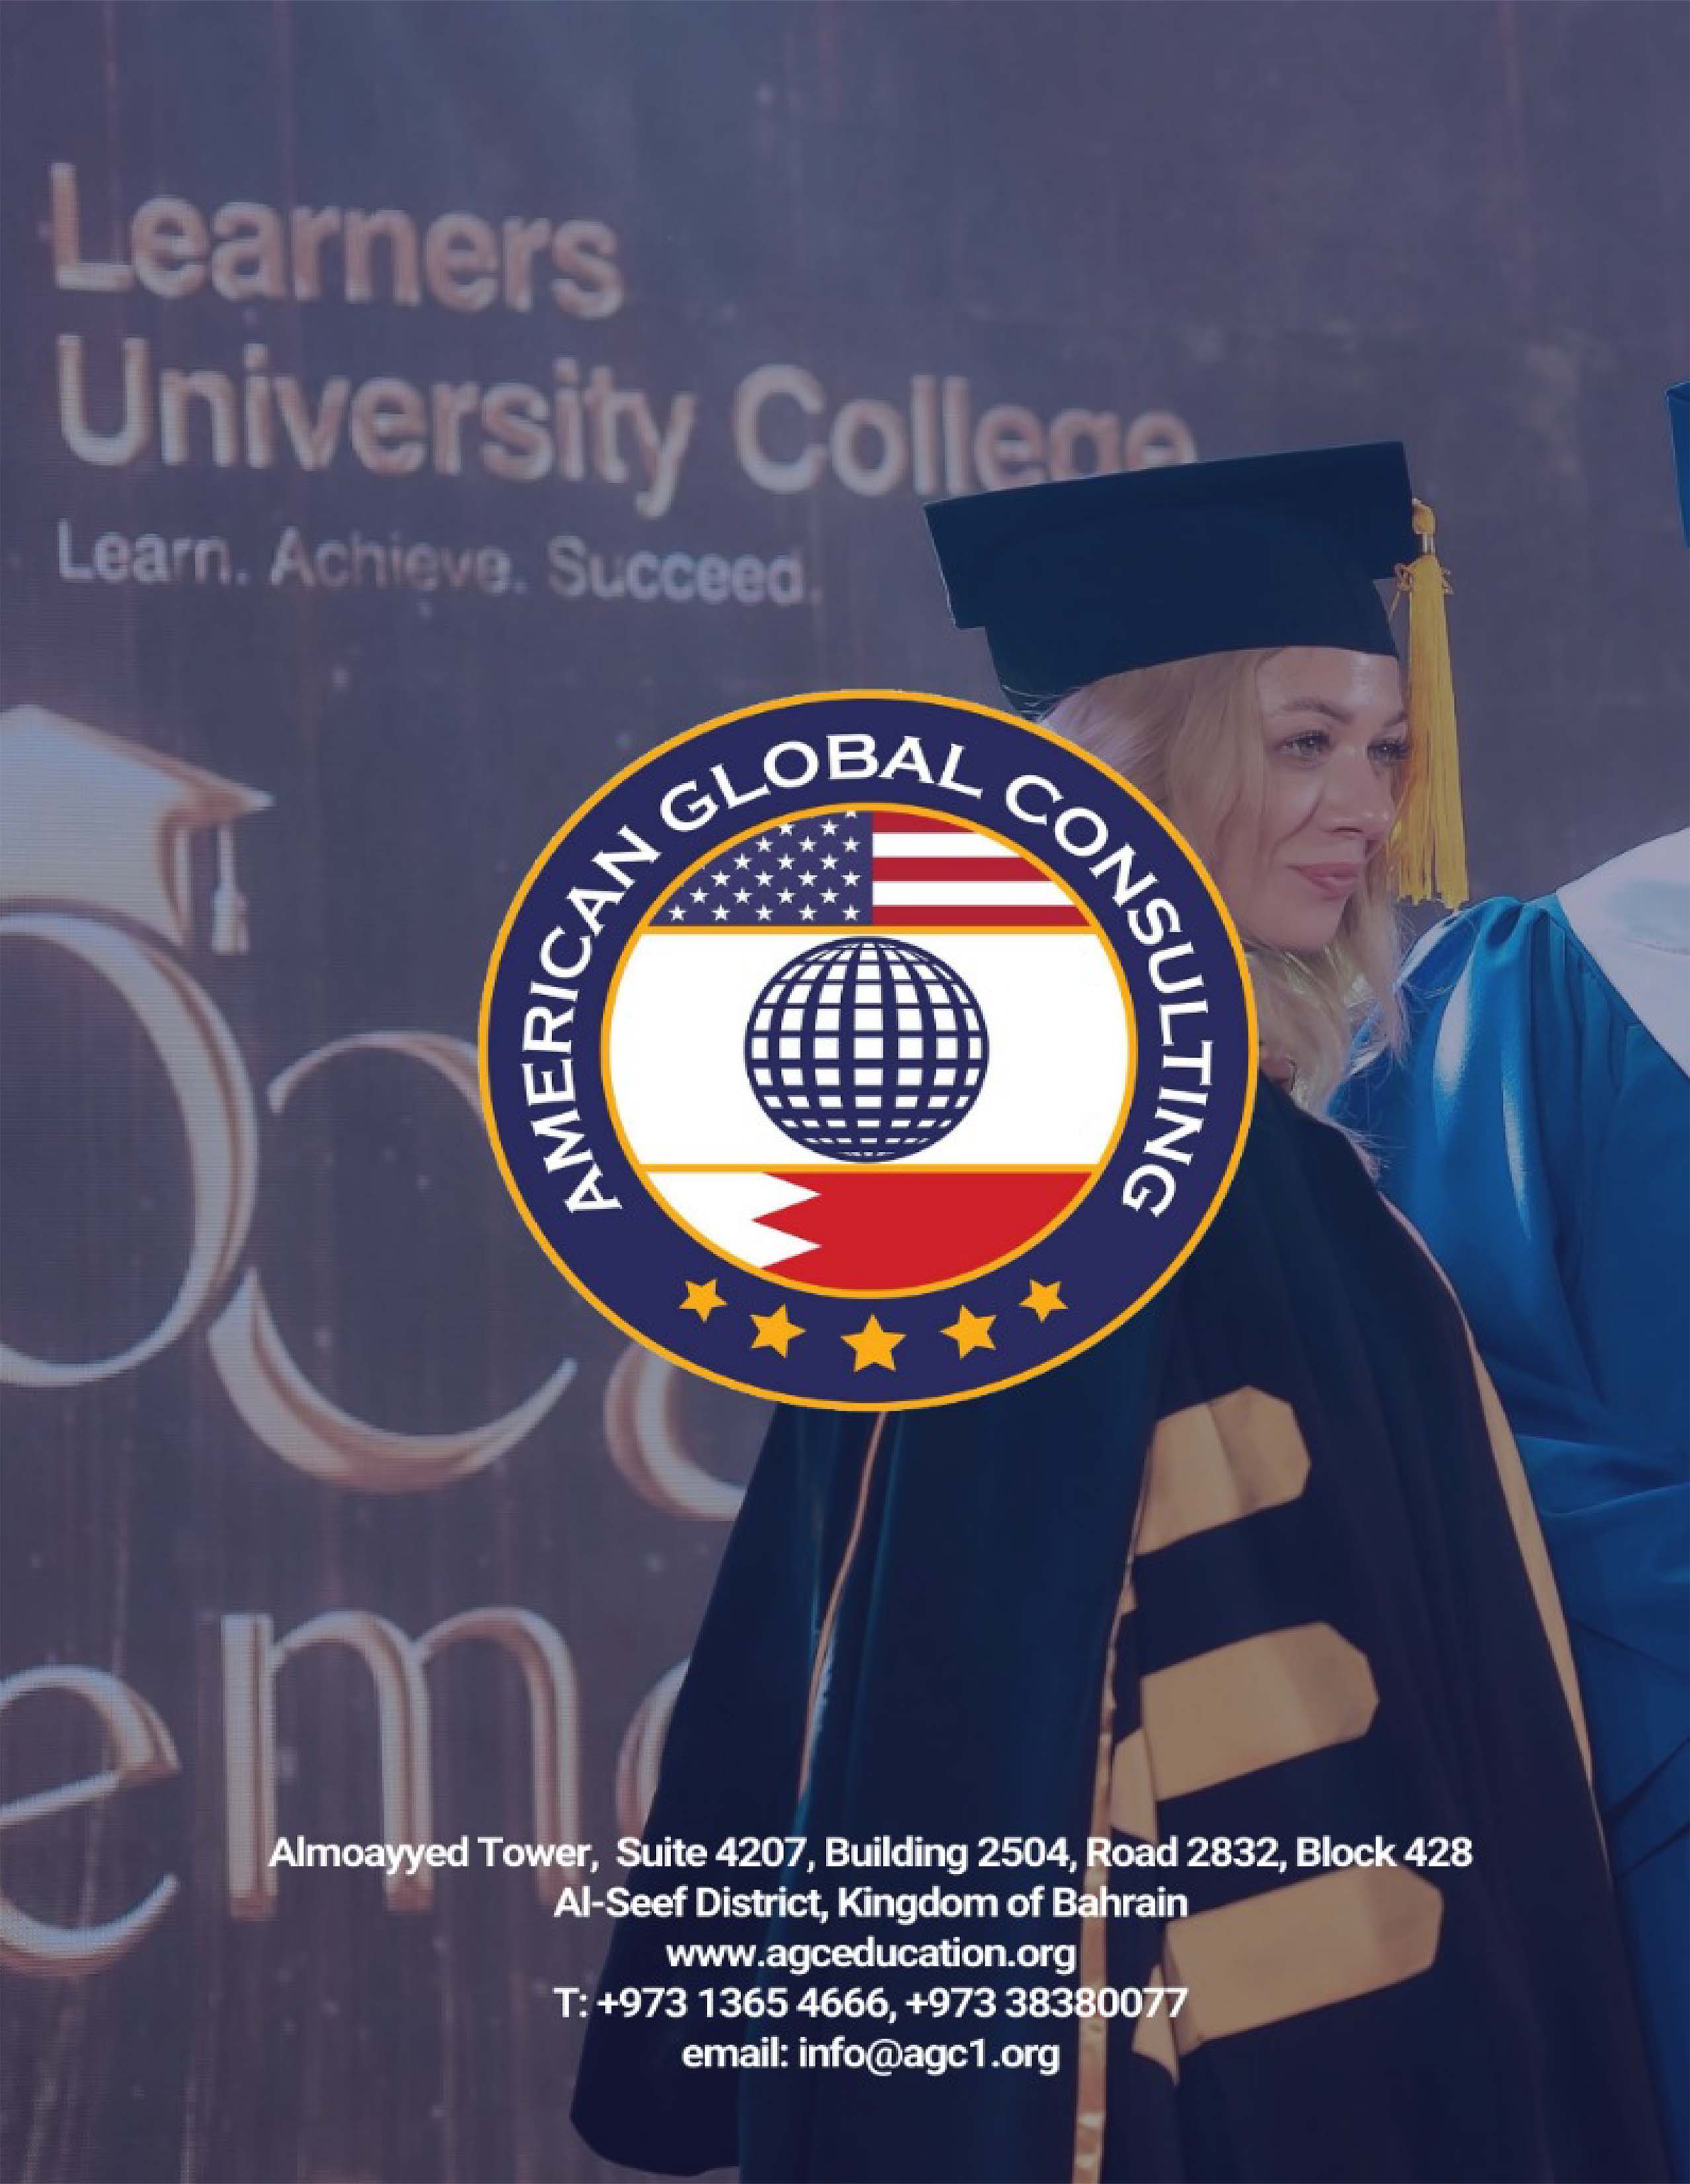 Learners
University College
Learn. Achieve. Succeed.
AMERICAN GLOBAL CONSULTING
Almoayyed Tower, Suite 4207, Building 2504, Road 2832, Block 428
Al-Seef District, Kingdom of Bahrain
www.agceducation.org
T: +973 1365 4666, +973 38380077
email: info@agc1.org